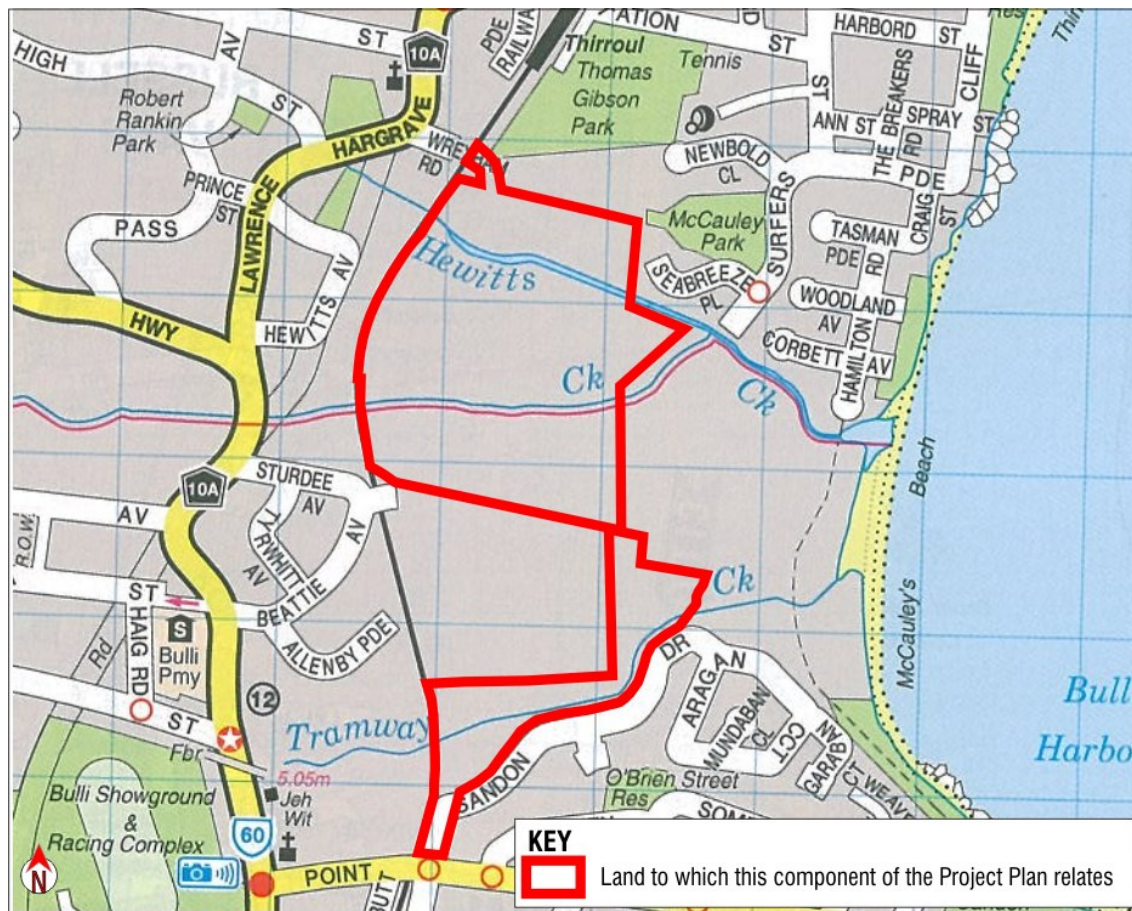 HIGH
AV
ST
10A
PDE
RAILWAY
ATION
ST
Thirroul
Thomas
Gibson
Park
Tennis
HARBORD ST
Res
CLIFF
Robert
Rankin
Park
PRINCE
ST
PASS
LAWRENCE HARGRAVE
RD
ANN ST
THE BREAKERS
SPRAY ST
RD
PDE
NEWBOLD
CL
SURFERS
CRAIG
ST
McCauley
Park
TASMAN
PDE
RD
SEABREEZE
PL
WOODLAND
AV
CORBETT AV
HAMILTON
HWY
HEWITTS AV
Hewitts
Ck
Ck
Beach
McCauley's
10A
STURDEE
AV
TYRWHITT
AV
BEATTIE AV
ALLENBY PDE
AV
R.O.W.
ST
HAIG RD
S
Bulli
Pmy
Rd
ST
12
Fbr
5.05m
Jeh
Wit
Bulli Showground
&
Racing Complex
60
Tramway
Ck
SANDON
DR
ARAGAN
CCT
MUNDABAN
CL
GARABAN
CT
O'Brien Street
Res
Bull
Harbo
N
POINT
KEY
Land to which this component of the Project Plan relates